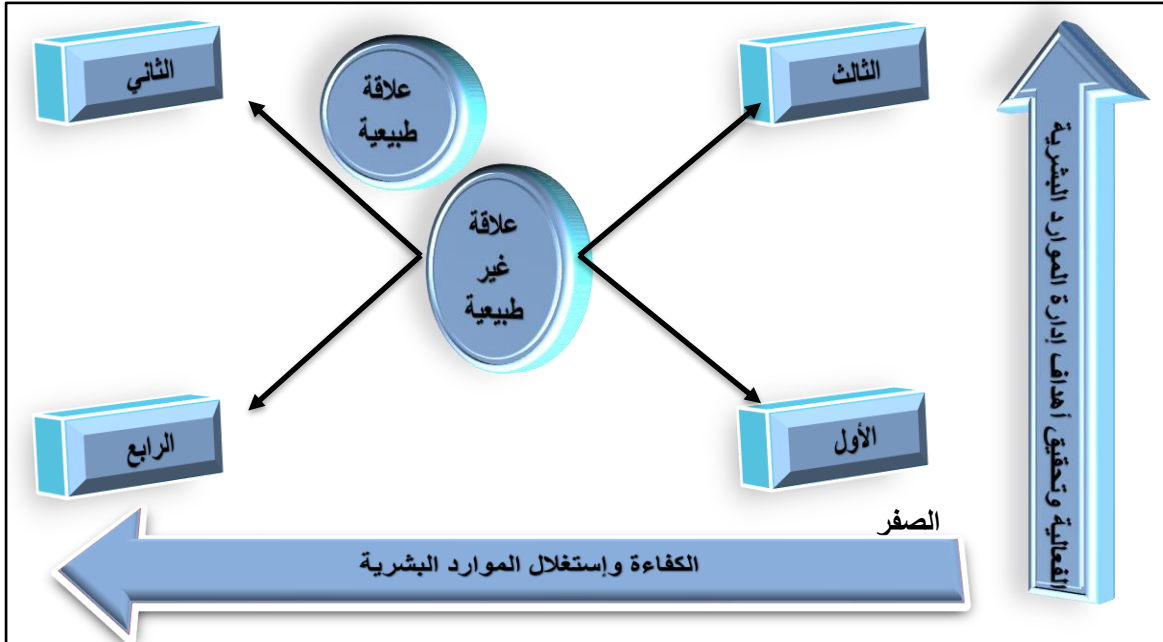 الثالث
علاقة
طبيعية
الثاني
علاقة
غير
طبيعية
الأول
الرابع
الفعالية وتحقيق أهداف إدارة الموارد البشرية
الصفر
الكفاءة وإستغلال الموارد البشرية